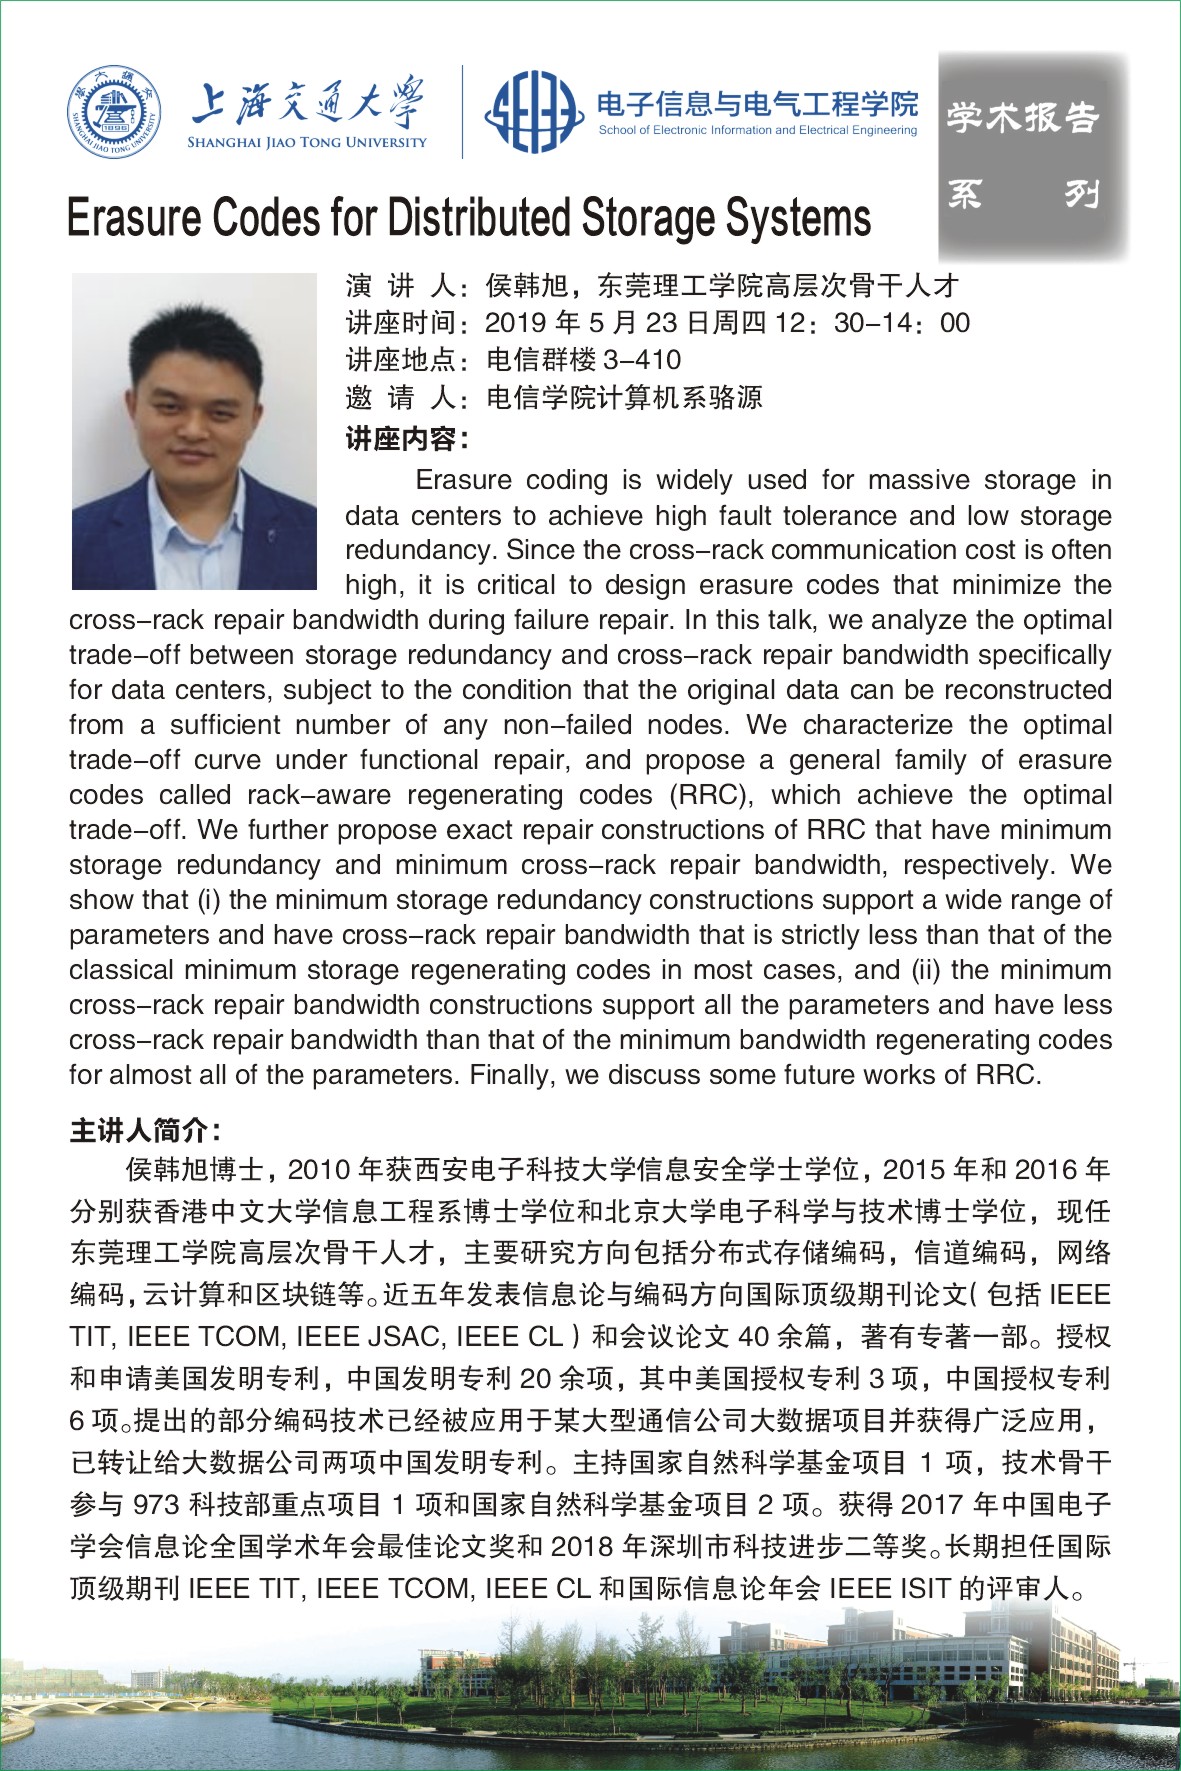 上海交通大学
SHANGHAI JIAO TONG UNIVERSITY
1896
SHANGHAI JIAO TONG UNIVERSITY
SEIEE
电子信息与电气工程学院
School of Electronic Information and Electrical Engineering
学术报告
系 列
Erasure Codes for Distributed Storage Systems
演 讲 人：侯韩旭，东莞理工学院高层次骨干人才
讲座时间：2019 年 5 月 23 日周四 12：30-14：00
讲座地点：电信群楼 3-410
邀 请 人：电信学院计算机系骆源
讲座内容：
Erasure coding is widely used for massive storage in
data centers to achieve high fault tolerance and low storage
redundancy. Since the cross-rack communication cost is often
high, it is critical to design erasure codes that minimize the
cross-rack repair bandwidth during failure repair. In this talk, we analyze the optimal
trade-off between storage redundancy and cross-rack repair bandwidth specifically
for data centers, subject to the condition that the original data can be reconstructed
from a sufficient number of any non-failed nodes. We characterize the optimal
trade-off curve under functional repair, and propose a general family of erasure
codes called rack-aware regenerating codes (RRC), which achieve the optimal
trade-off. We further propose exact repair constructions of RRC that have minimum
storage redundancy and minimum cross-rack repair bandwidth, respectively. We
show that (i) the minimum storage redundancy constructions support a wide range of
parameters and have cross-rack repair bandwidth that is strictly less than that of the
classical minimum storage regenerating codes in most cases, and (ii) the minimum
cross-rack repair bandwidth constructions support all the parameters and have less
cross-rack repair bandwidth than that of the minimum bandwidth regenerating codes
for almost all of the parameters. Finally, we discuss some future works of RRC.
主讲人简介：
侯韩旭博士，2010 年获西安电子科技大学信息安全学士学位，2015 年和 2016 年
分别获香港中文大学信息工程系博士学位和北京大学电子科学与技术博士学位，现任
东莞理工学院高层次骨干人才，主要研究方向包括分布式存储编码，信道编码，网络
编码，云计算和区块链等。近五年发表信息论与编码方向国际顶级期刊论文（包括 IEEE
TIT, IEEE TCOM, IEEE JSAC, IEEE CL）和会议论文 40 余篇，著有专著一部。授权
和申请美国发明专利，中国发明专利 20 余项，其中美国授权专利 3 项，中国授权专利
6 项。提出的部分编码技术已经被应用于某大型通信公司大数据项目并获得广泛应用，
已转让给大数据公司两项中国发明专利。主持国家自然科学基金项目 1 项，技术骨干
参与 973 科技部重点项目 1 项和国家自然科学基金项目 2 项。获得 2017 年中国电子
学会信息论全国学术年会最佳论文奖和 2018 年深圳市科技进步二等奖。长期担任国际
顶级期刊 IEEE TIT, IEEE TCOM, IEEE CL 和国际信息论年会 IEEE ISIT 的评审人。